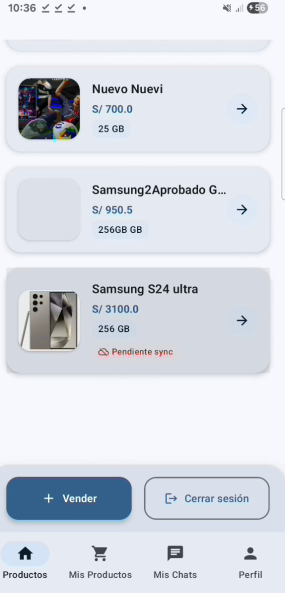 10:36
56
Nuevo Nuevi
S/ 700.0
25 GB
Samsung2Aprobado G...
S/ 950.5
256GB GB
Samsung S24 ultra
S/ 3100.0
256 GB
Pendiente sync
+ Vender
Cerrar sesión
Productos
Mis Productos
Mis Chats
Perfil